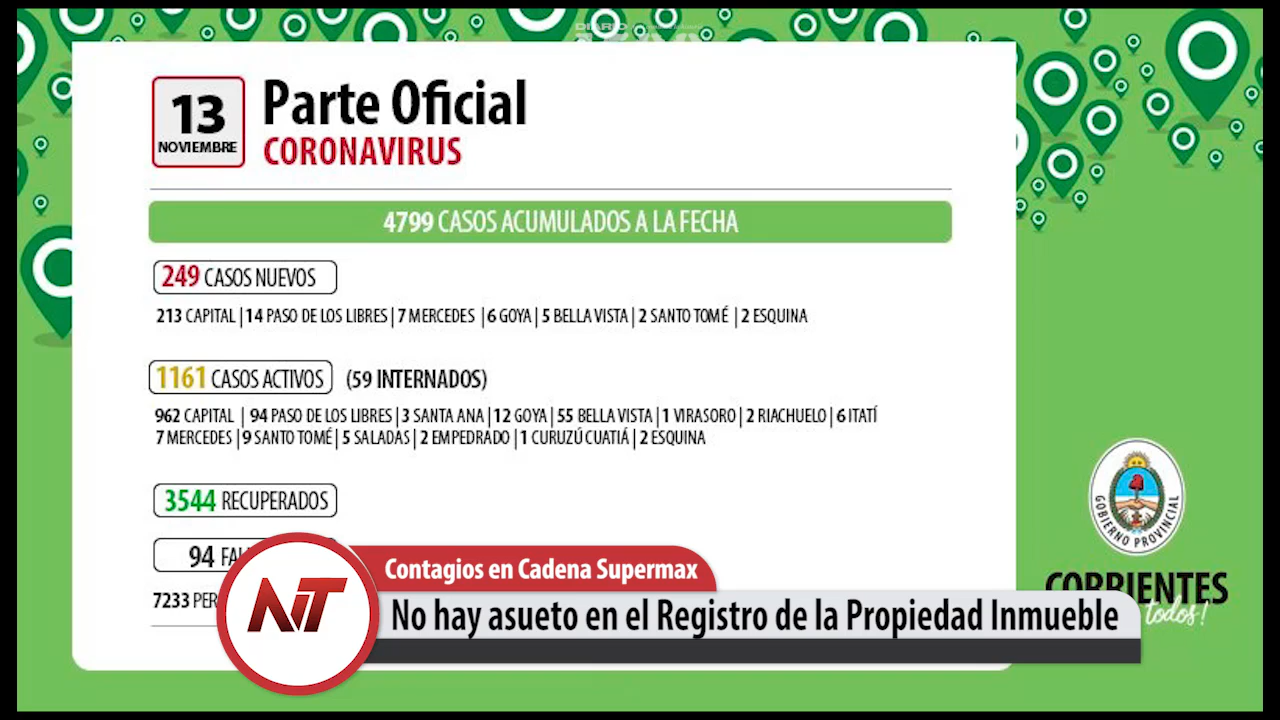 DIARIO
13
NOVIEMBRE
Parte Oficial
CORONAVIRUS
4799 CASOS ACUMULADOS A LA FECHA
249 CASOS NUEVOS
213 CAPITAL | 14 PASO DE LOS LIBRES | 7 MERCEDES | 6 GOYA | 5 BELLA VISTA | 2 SANTO TOMÉ | 2 ESQUINA
1161 CASOS ACTIVOS (59 INTERNADOS)
962 CAPITAL | 94 PASO DE LOS LIBRES | 3 SANTA ANA | 12 GOYA | 55 BELLA VISTA | 1 VIRASORO | 2 RIACHUELO | 6 ITATÍ
7 MERCEDES | 9 SANTO TOMÉ | 5 SALADAS | 2 EMPEDRADO | 1 CURUZÚ CUATIÁ | 2 ESQUINA
3544 RECUPERADOS
94
7233
GOBIERNO PROVINCIAL
CORRIENTES
todos!
NiT
Contagios en Cadena Supermax
No hay asueto en el Registro de la Propiedad Inmueble